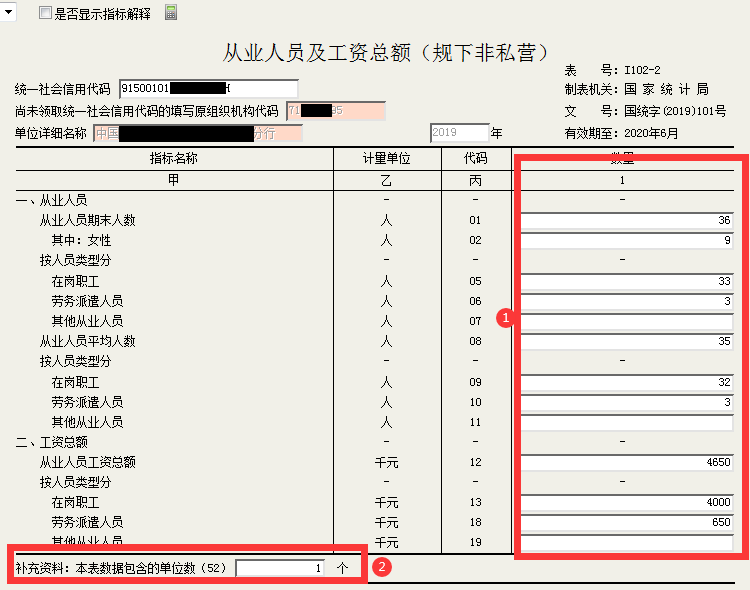 是否显示指标解释
从业人员及工资总额（规下非私营）
表 号: I102-2
统一社会信用代码 91500101
制表机关: 国 家 统 计 局
尚未领取统一社会信用代码的填写原组织机构代码 71 95
文 号: 国统字(2019)101号
单位详细名称 中国 分行 2019 年
有效期至: 2020年6月
指标名称 计量单位 代码 数量
甲 乙 丙 1
一、从业人员 - - -
从业人员期末人数 人 01 36
其中: 女性 人 02 9
按人员类型分 - - -
在岗职工 人 05 33
劳务派遣人员 人 06 3
其他从业人员 人 07
1
从业人员平均人数 人 08 35
按人员类型分 - - -
在岗职工 人 09 32
劳务派遣人员 人 10 3
其他从业人员 人 11
二、工资总额 - - -
从业人员工资总额 千元 12 4650
按人员类型分 - - -
在岗职工 千元 13 4000
劳务派遣人员 千元 18 650
其他从业人员 千元 19
补充资料: 本表数据包含的单位数（52） 1 个 2